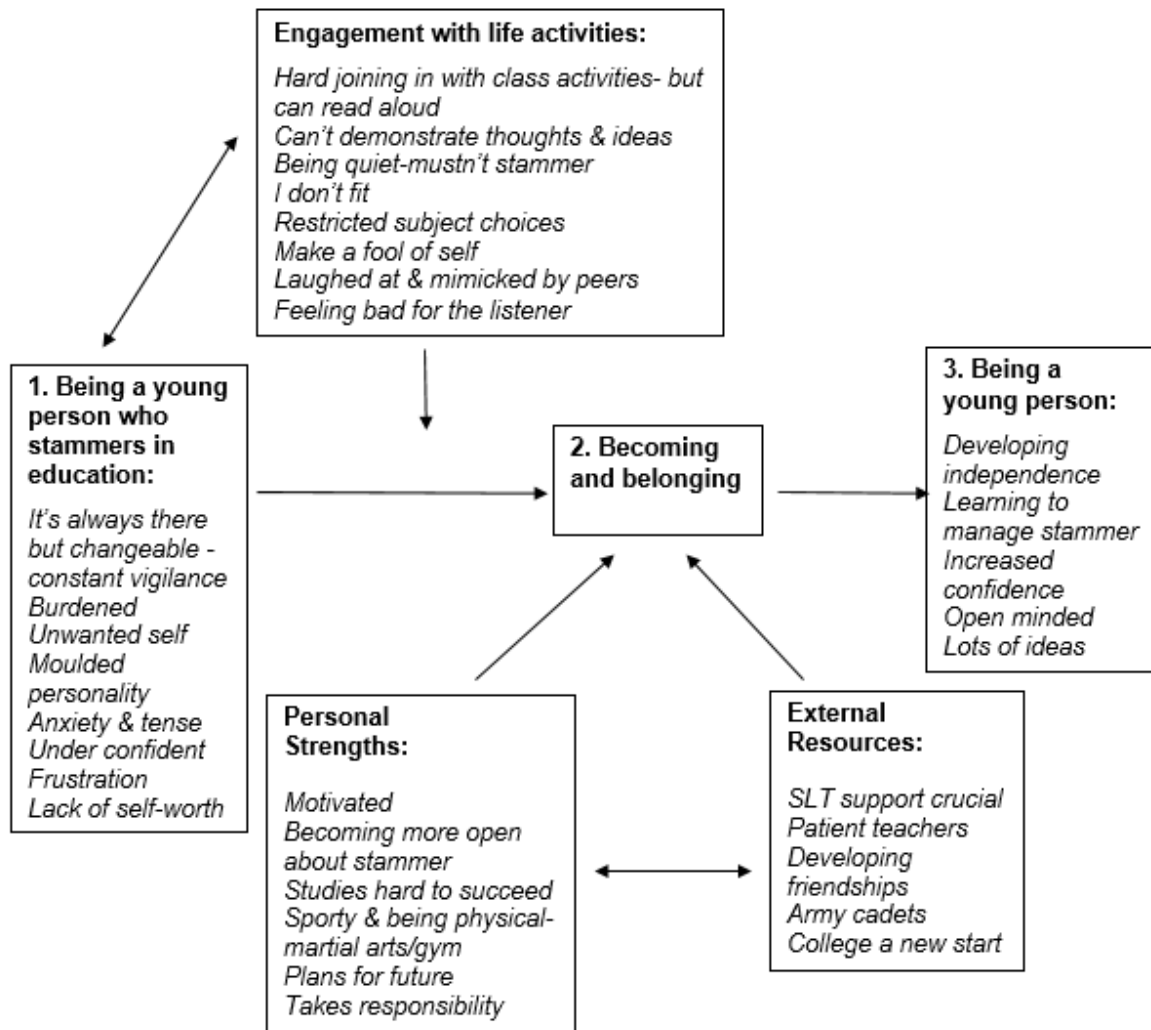 Engagement with life activities:
Hard joining in with class activities- but
can read aloud
Can't demonstrate thoughts & ideas
Being quiet-mustn't stammer
I don't fit
Restricted subject choices
Make a fool of self
Laughed at & mimicked by peers
Feeling bad for the listener
1. Being a young
person who
stammers in
education:
It's always there
but changeable -
constant vigilance
Burdened
Unwanted self
Moulded
personality
Anxiety & tense
Under confident
Frustration
Lack of self-worth
2. Becoming
and belonging
3. Being a
young person:
Developing
independence
Learning to
manage stammer
Increased
confidence
Open minded
Lots of ideas
Personal
Strengths:
Motivated
Becoming more open
about stammer
Studies hard to succeed
Sporty & being physical-
martial arts/gym
Plans for future
Takes responsibility
External
Resources:
SLT support crucial
Patient teachers
Developing
friendships
Army cadets
College a new start